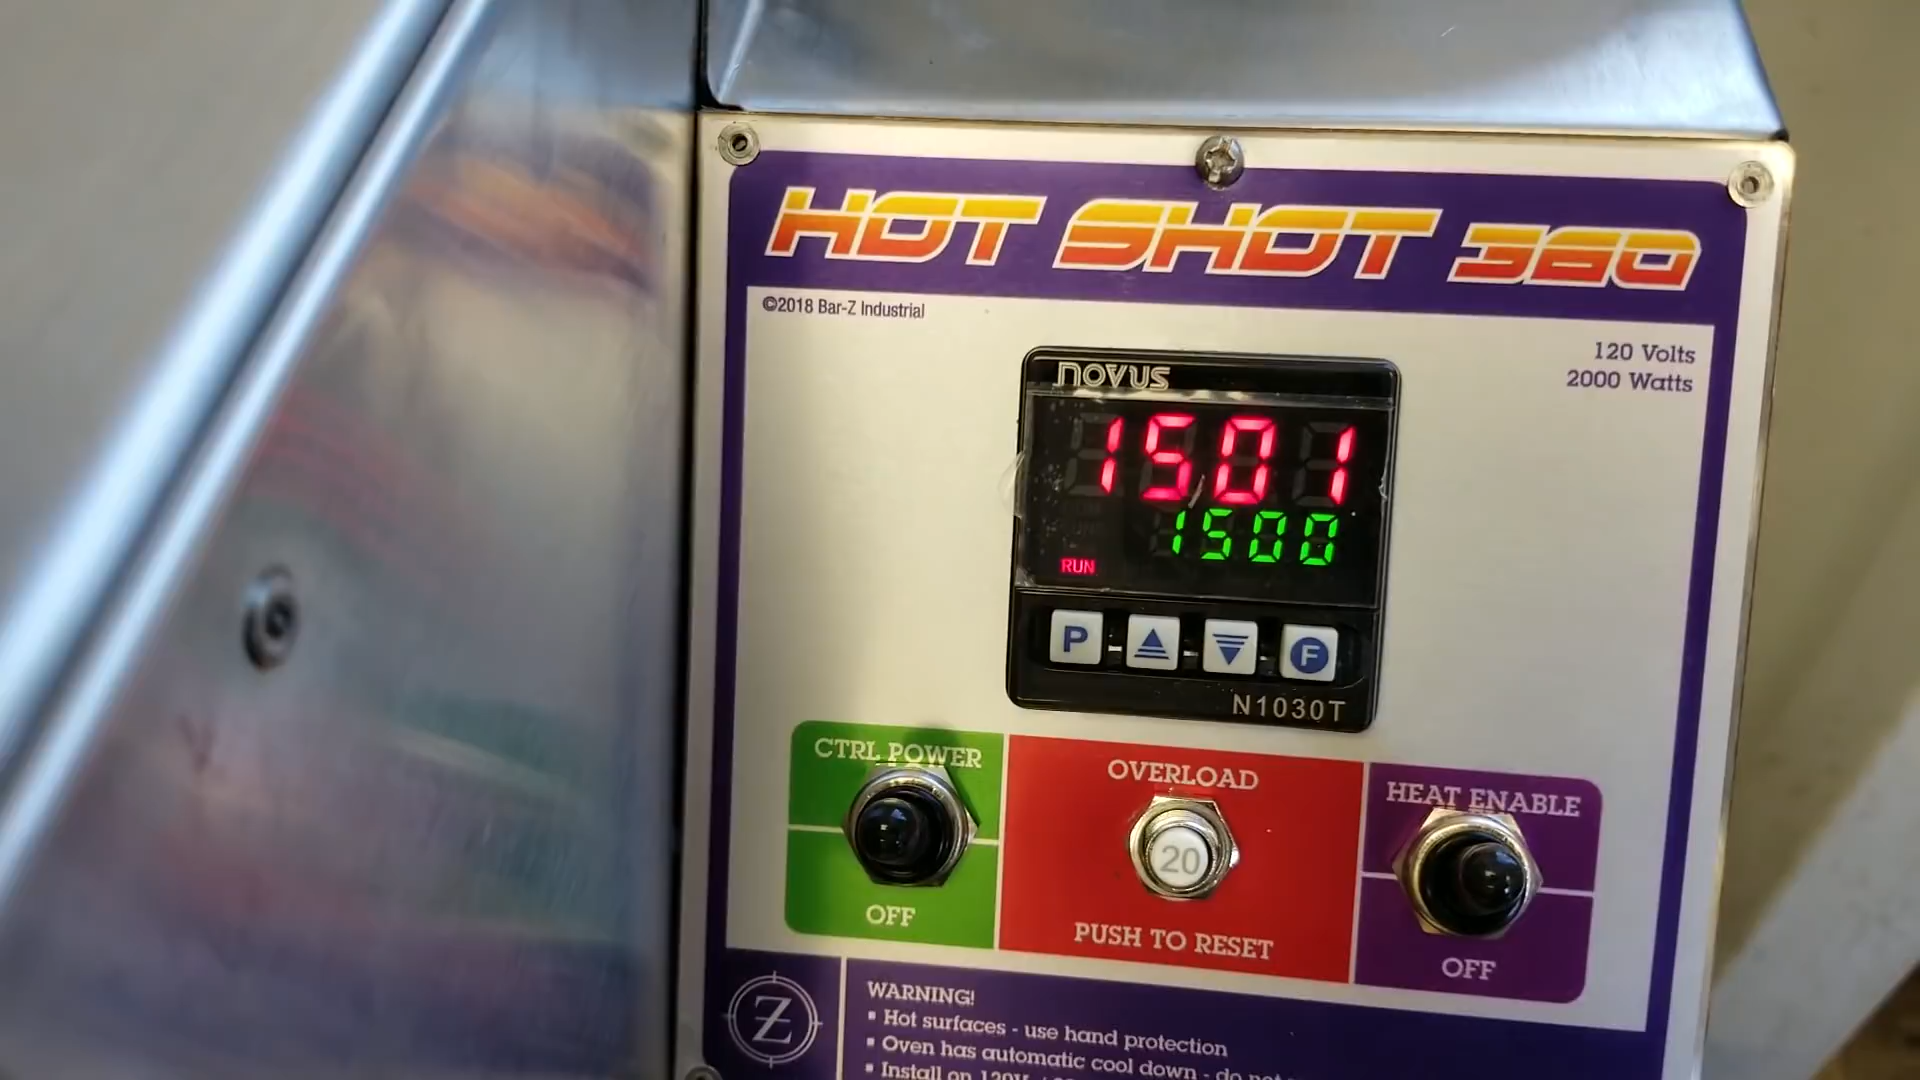 HOT SHOT 360
©2018 Bar-Z Industrial
120 Volts
2000 Watts
NOVUS
1501
1500
RUN
P
F
N1030T
CTRL POWER
OFF
OVERLOAD
20
PUSH TO RESET
HEAT ENABLE
OFF
Z
WARNING!
▪ Hot surfaces - use hand protection
▪ Oven has automatic cool down - do not
▪ Install on 120V